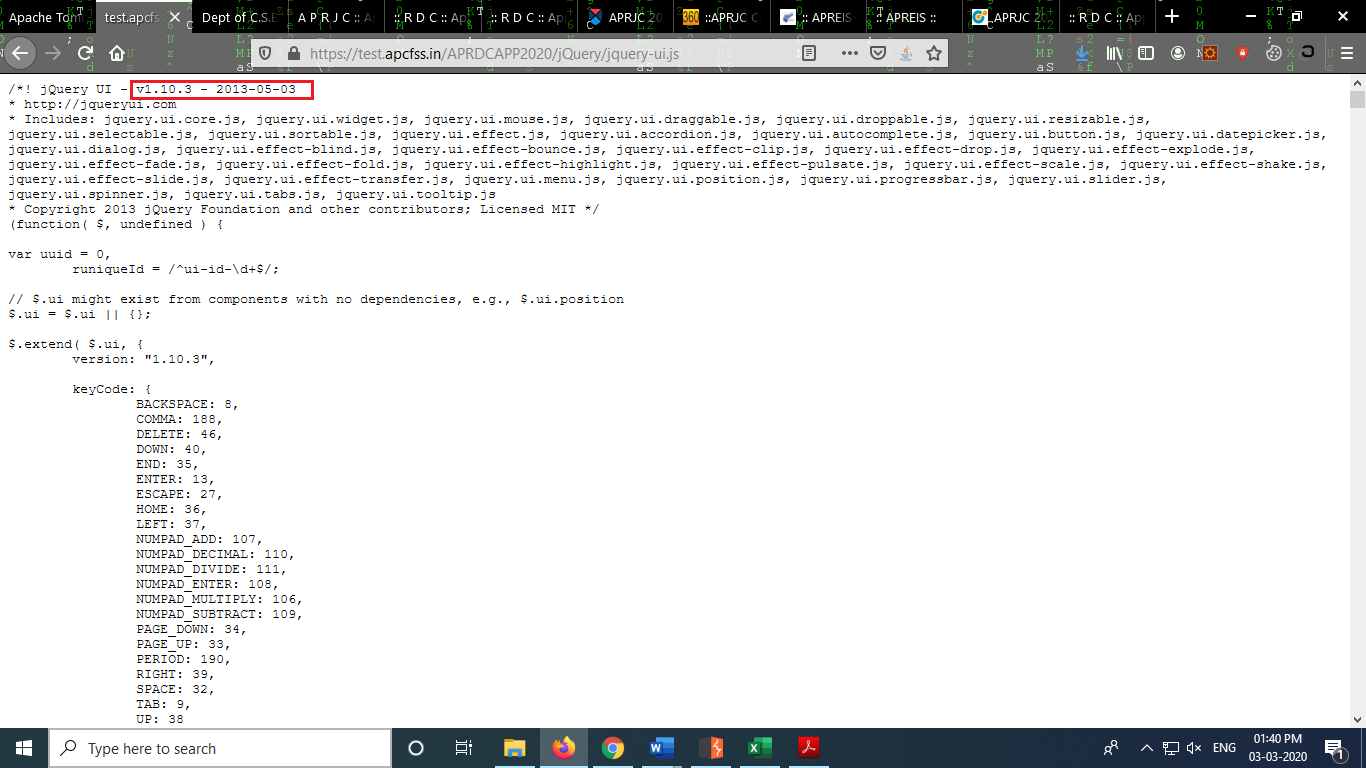 Apache Tom
test.apcfss
Dept of C.S.E
A P R J C :: A
:: R D C :: Ap
:: R D C :: Ap
APRJC 20
::APRJC C
:: APREIS
:: APREIS ::
APRJC 20
:: R D C :: Ap
https://test.apcfss.in/APRDCAPP2020/jQuery/jquery-ui.js
/*! jQuery UI - v1.10.3 - 2013-05-03
* http://jqueryui.com
* Includes: jquery.ui.core.js, jquery.ui.widget.js, jquery.ui.mouse.js, jquery.ui.draggable.js, jquery.ui.droppable.js, jquery.ui.resizable.js,
jquery.ui.selectable.js, jquery.ui.sortable.js, jquery.ui.effect.js, jquery.ui.accordion.js, jquery.ui.autocomplete.js, jquery.ui.button.js, jquery.ui.datepicker.js,
jquery.ui.dialog.js, jquery.ui.effect-blind.js, jquery.ui.effect-bounce.js, jquery.ui.effect-clip.js, jquery.ui.effect-drop.js, jquery.ui.effect-explode.js,
jquery.ui.effect-fade.js, jquery.ui.effect-fold.js, jquery.ui.effect-highlight.js, jquery.ui.effect-pulsate.js, jquery.ui.effect-scale.js, jquery.ui.effect-shake.js,
jquery.ui.effect-slide.js, jquery.ui.effect-transfer.js, jquery.ui.menu.js, jquery.ui.position.js, jquery.ui.progressbar.js, jquery.ui.slider.js,
jquery.ui.spinner.js, jquery.ui.tabs.js, jquery.ui.tooltip.js
* Copyright 2013 jQuery Foundation and other contributors; Licensed MIT */
(function( $, undefined ) {
var uuid = 0,
runiqueId = /^ui-id-\d+$/;
// $.ui might exist from components with no dependencies, e.g., $.ui.position
$.ui = $.ui || {};
$.extend( $.ui, {
version: "1.10.3",
keyCode: {
BACKSPACE: 8,
COMMA: 188,
DELETE: 46,
DOWN: 40,
END: 35,
ENTER: 13,
ESCAPE: 27,
HOME: 36,
LEFT: 37,
NUMPAD_ADD: 107,
NUMPAD_DECIMAL: 110,
NUMPAD_DIVIDE: 111,
NUMPAD_ENTER: 108,
NUMPAD_MULTIPLY: 106,
NUMPAD_SUBTRACT: 109,
PAGE_DOWN: 34,
PAGE_UP: 33,
PERIOD: 190,
RIGHT: 39,
SPACE: 32,
TAB: 9,
UP: 38
Type here to search
ENG
01:40 PM
03-03-2020
1